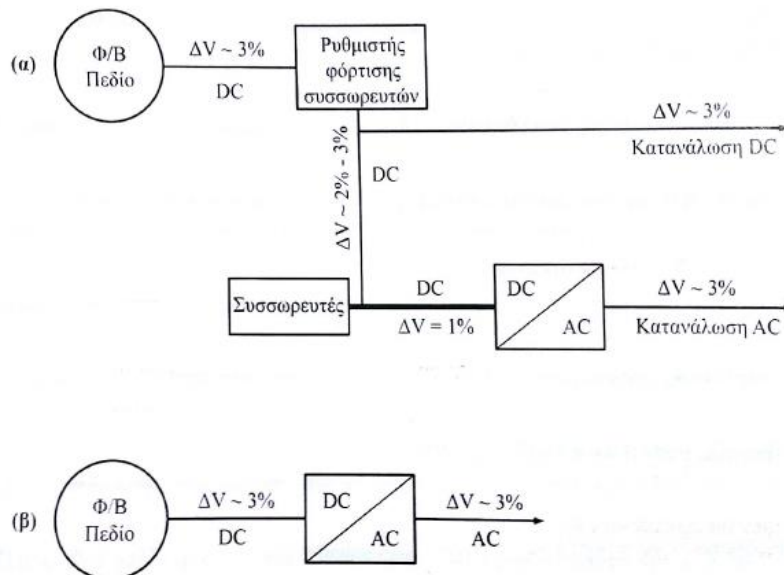 (α)
Φ/Β
Πεδίο
ΔV ~ 3%
DC
Ρυθμιστής
φόρτισης
συσσωρευτών
ΔV ~ 3%
Κατανάλωση DC
ΔV ~ 2% - 3%
DC
Συσσωρευτές
DC
ΔV = 1%
DC
AC
ΔV ~ 3%
Κατανάλωση AC
(β)
Φ/Β
Πεδίο
ΔV ~ 3%
DC
DC
AC
ΔV ~ 3%
AC